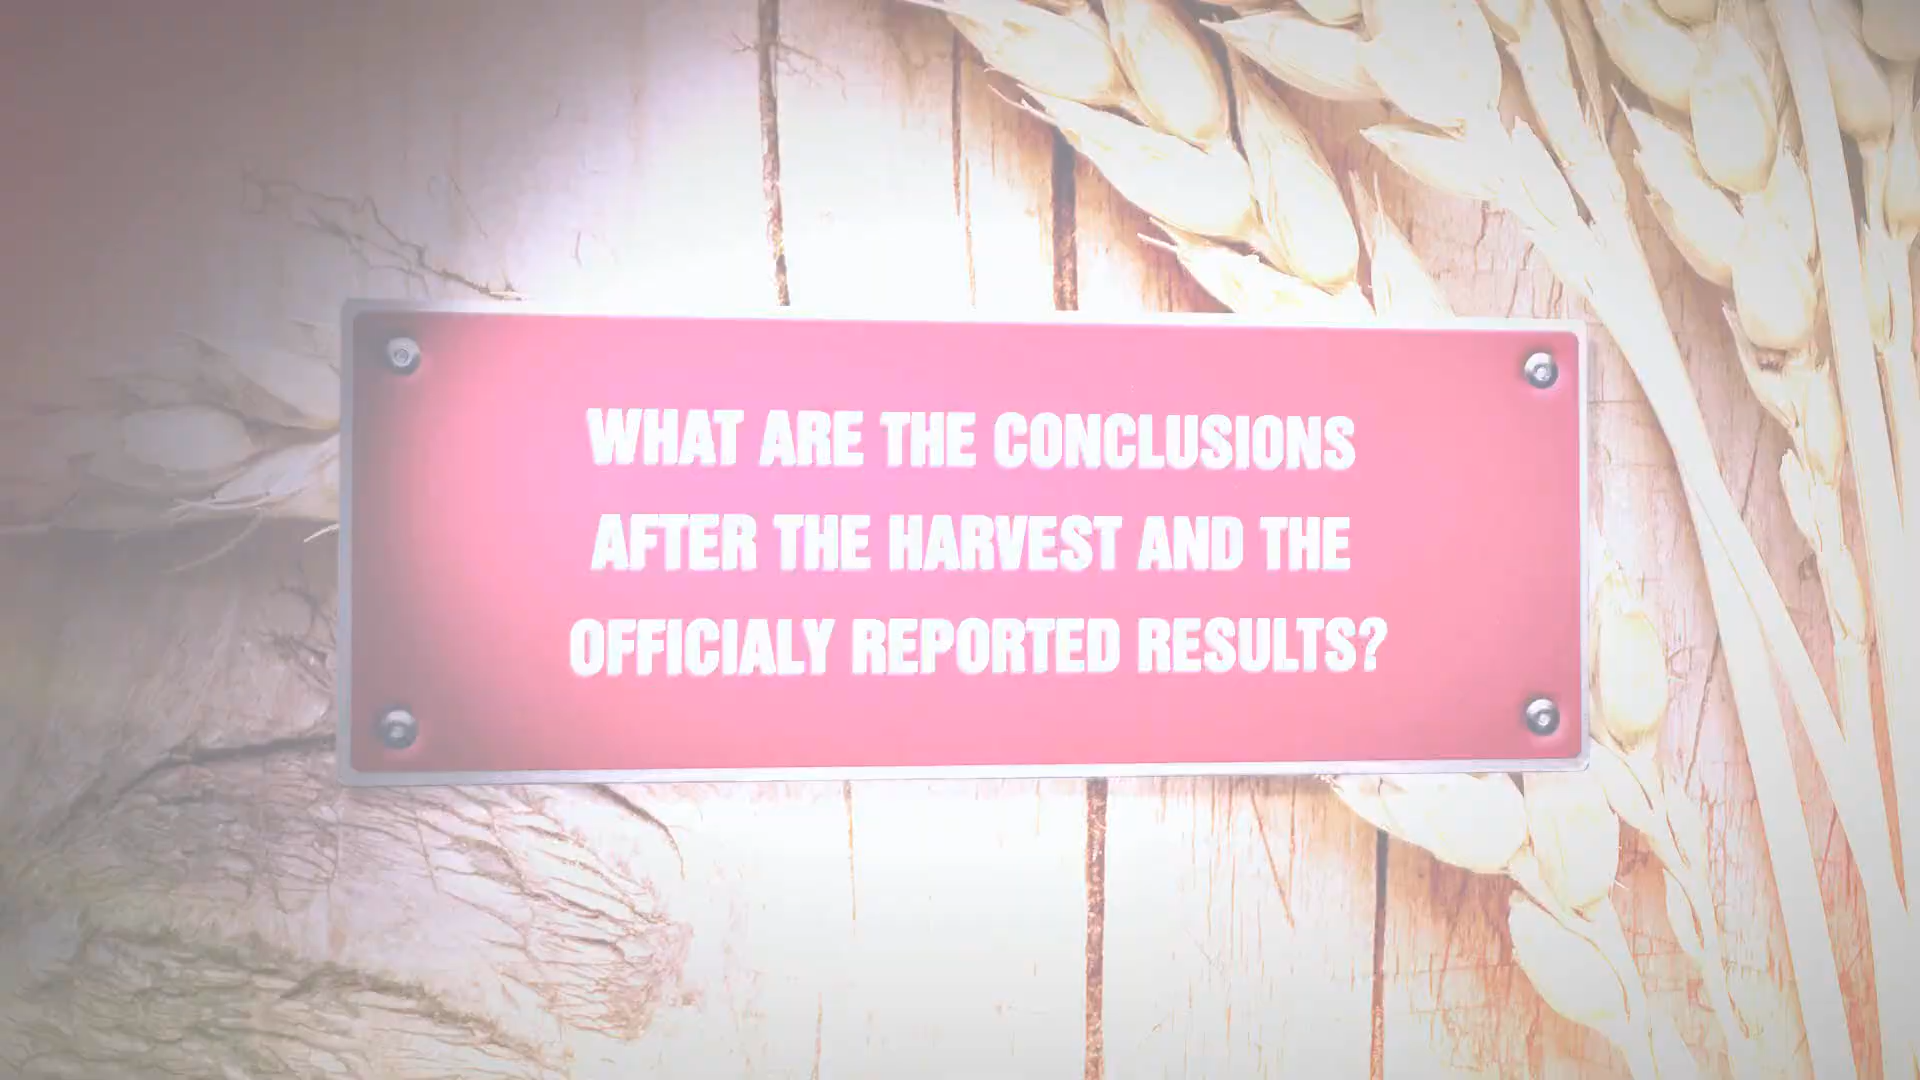 WHAT ARE THE CONCLUSIONS
AFTER THE HARVEST AND THE
OFFICIALY REPORTED RESULTS?